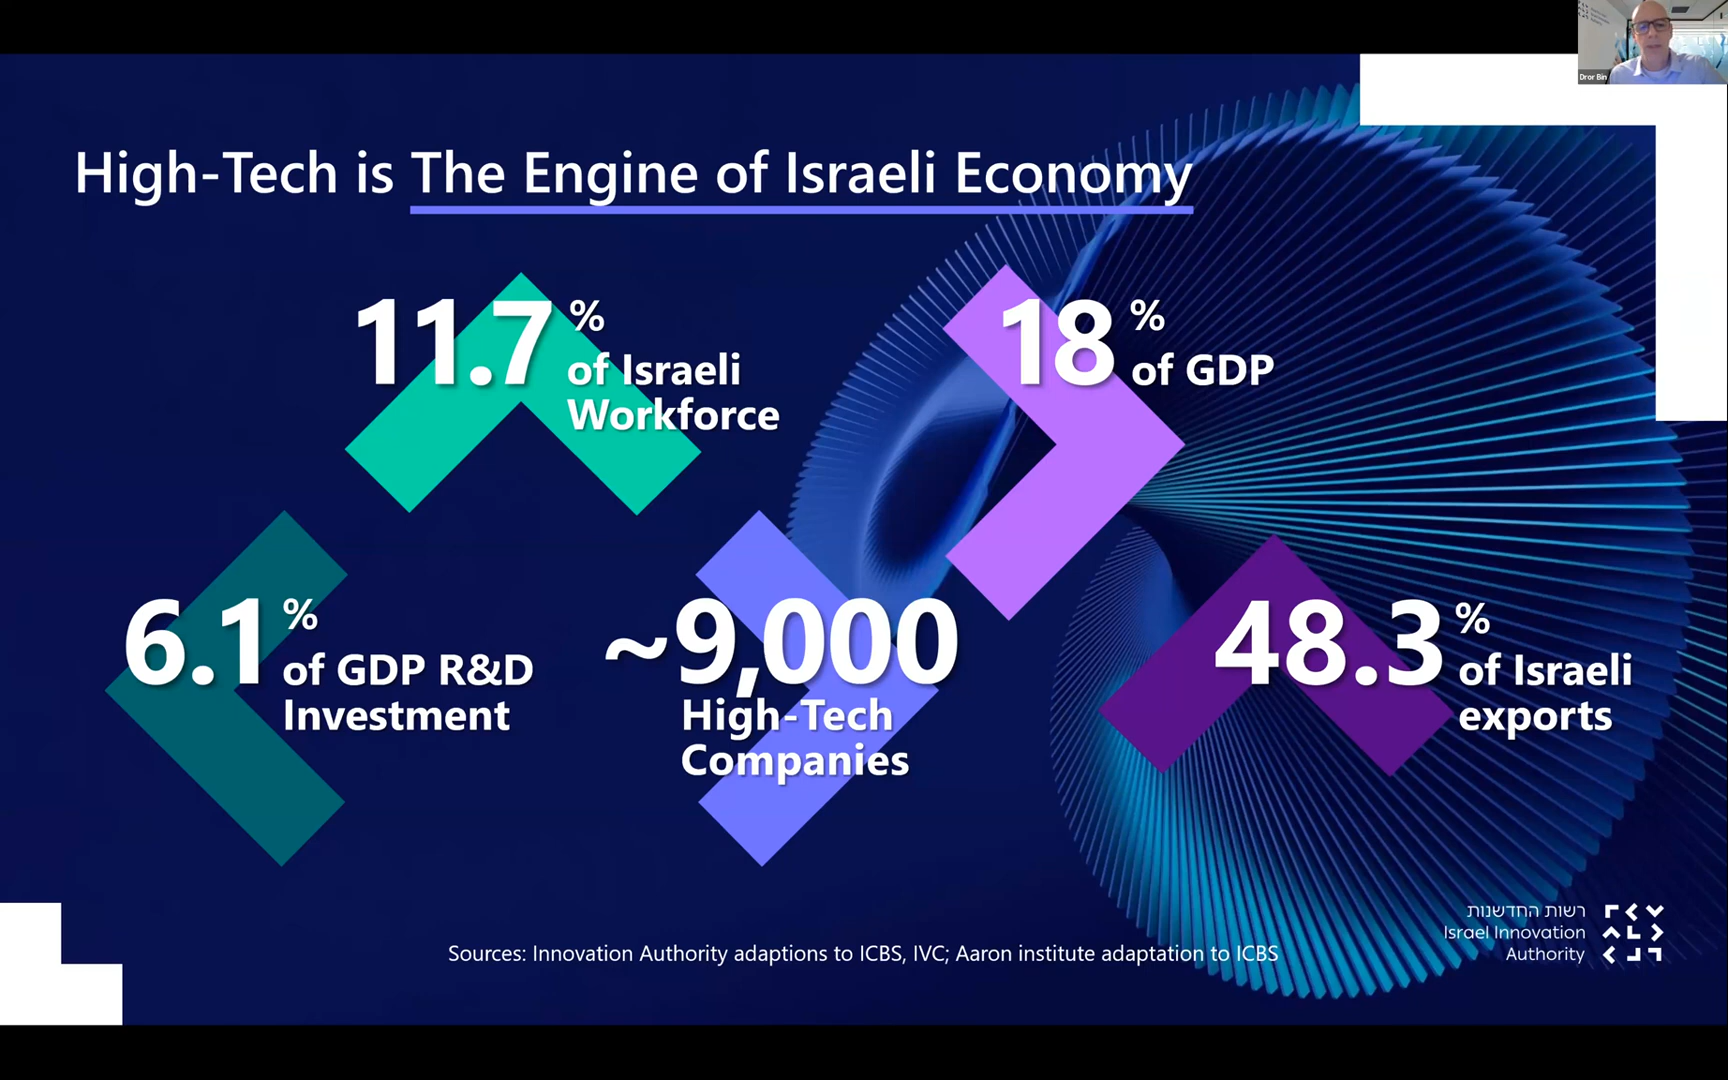 Dror Bin
High-Tech is The Engine of Israeli Economy
11.7 %
of Israeli
Workforce
18 %
of GDP
6.1 %
of GDP R&D
Investment
~9,000
High-Tech
Companies
48.3 %
of Israeli
exports
Sources: Innovation Authority adaptions to ICBS, IVC; Aaron institute adaptation to ICBS
רשות החדשנות
Israel Innovation
Authority